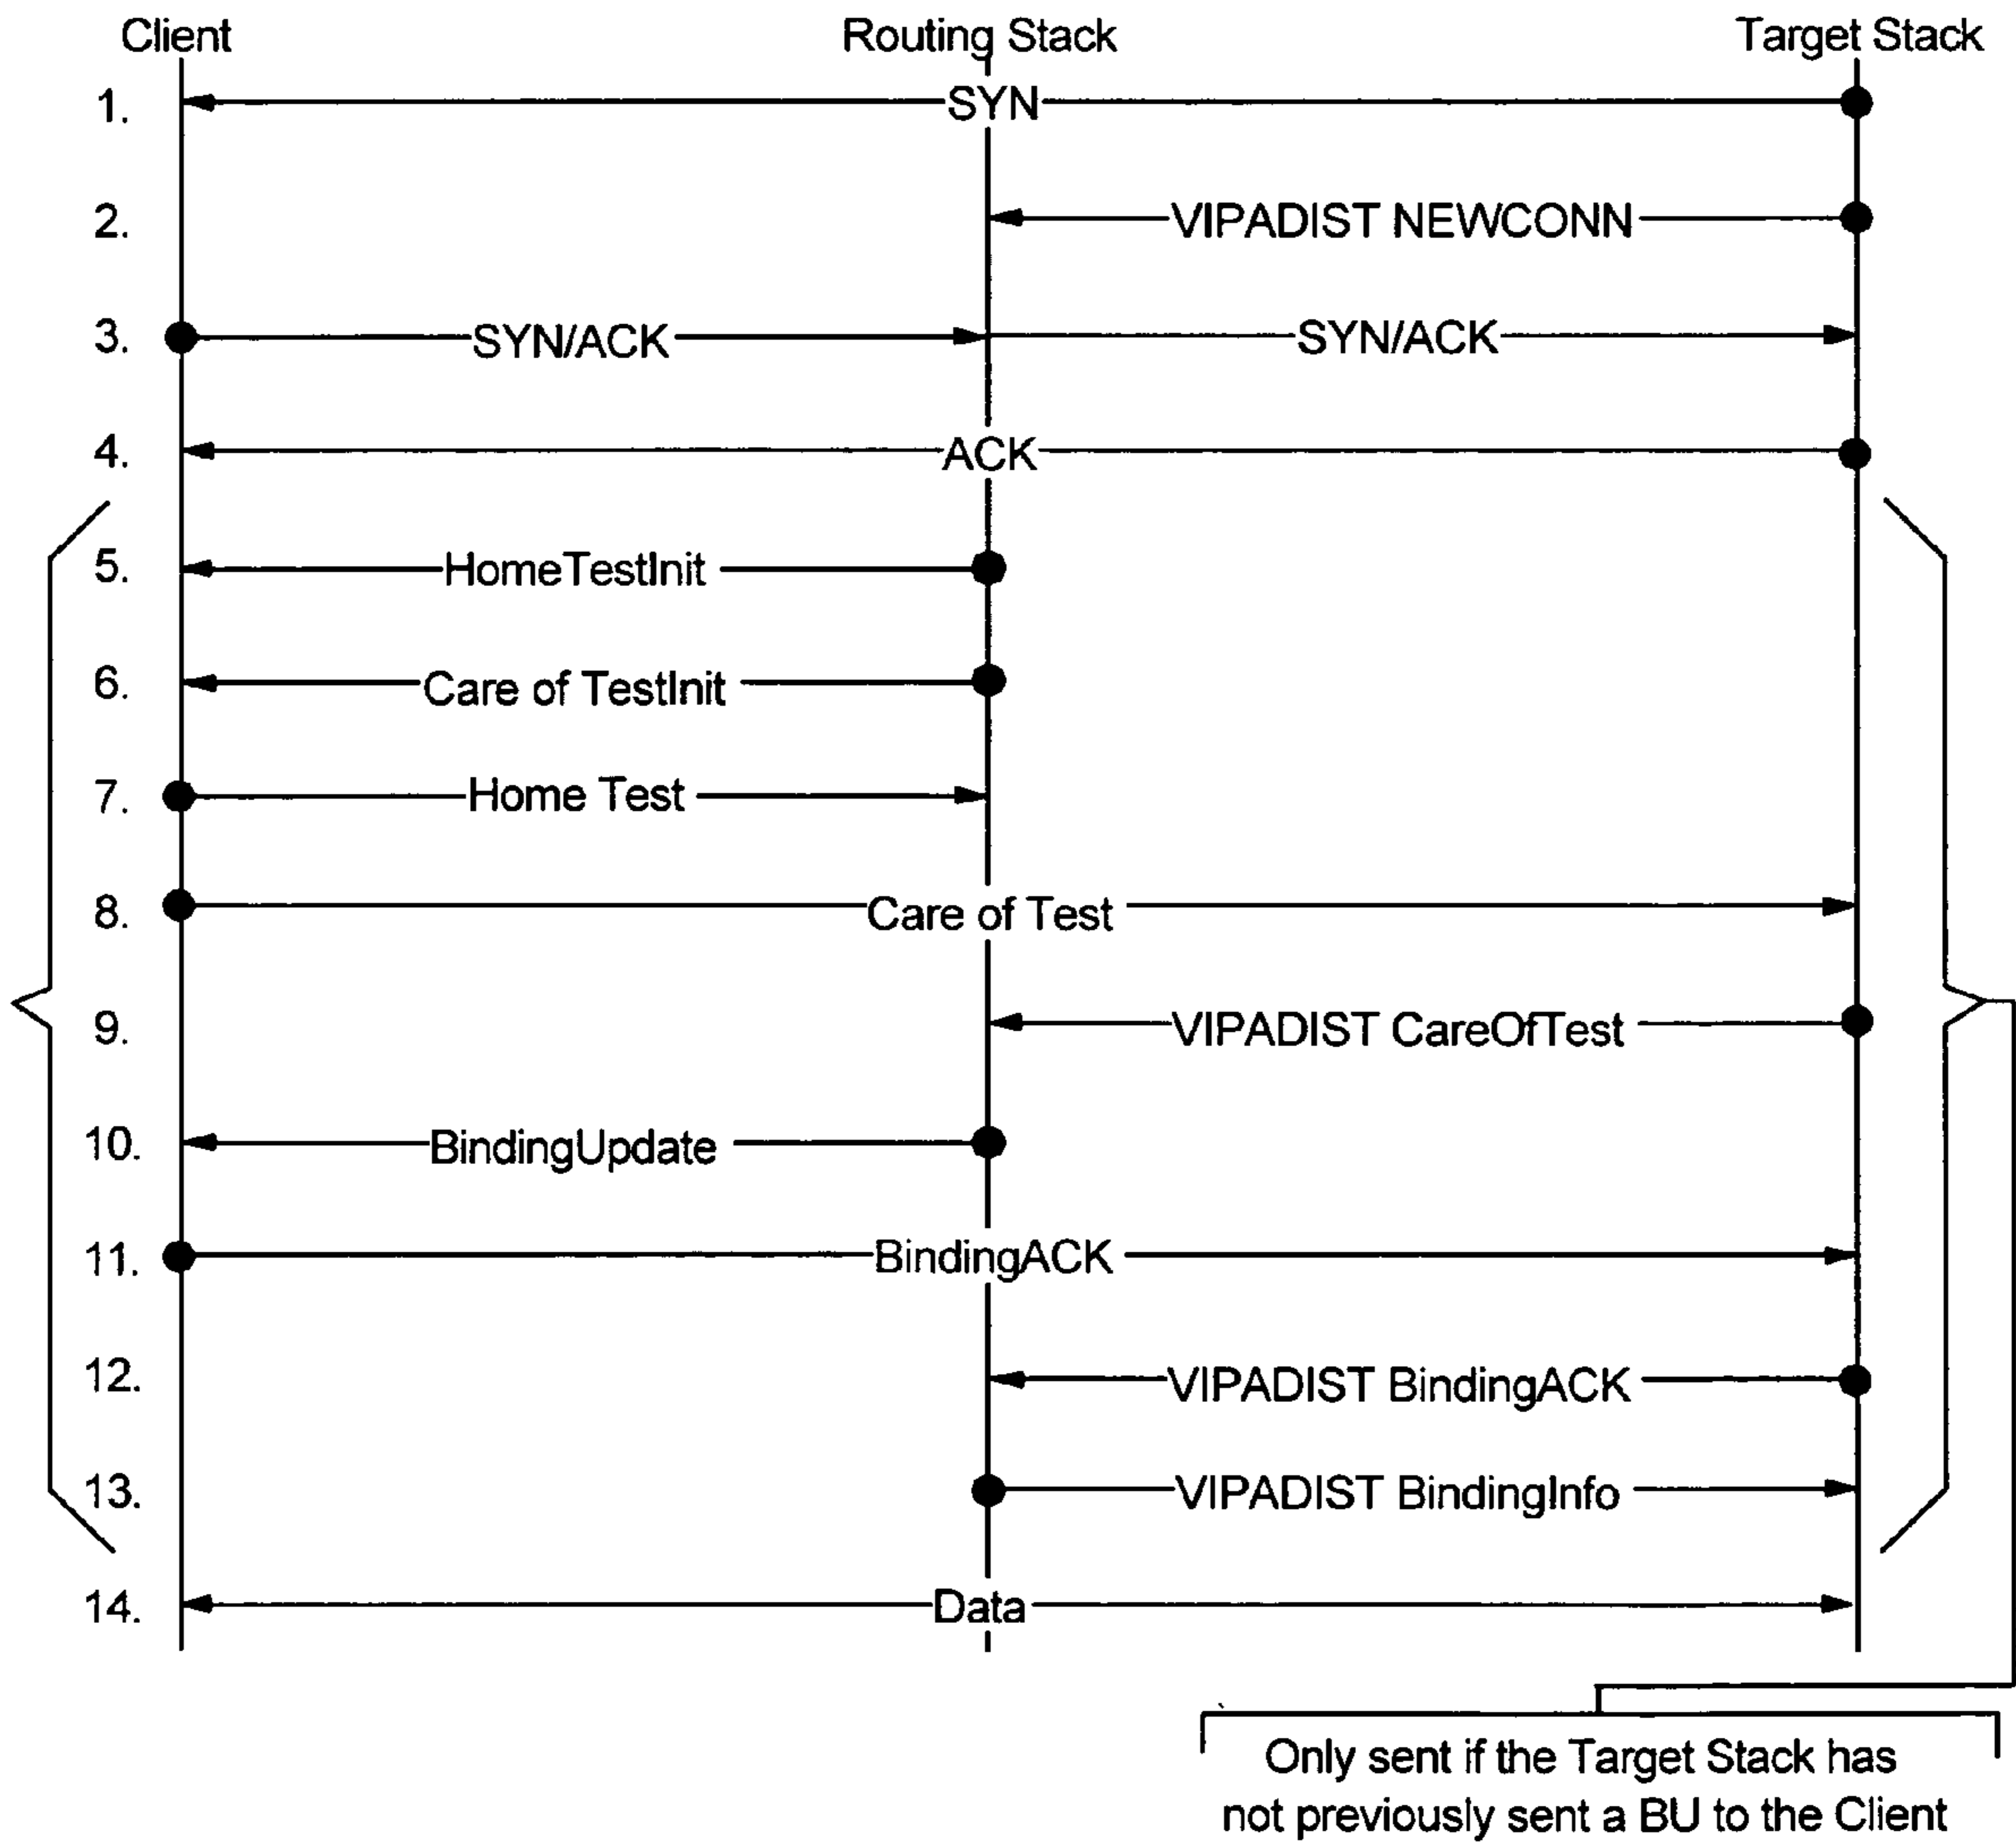 Client Routing Stack Target Stack
1. SYN
2. VIPADIST NEWCONN
3. SYN/ACK SYN/ACK
4. ACK
5. HomeTestInit
6. Care of TestInit
7. Home Test
8. Care of Test
9. VIPADIST CareOfTest
10. BindingUpdate
11. BindingACK
12. VIPADIST BindingACK
13. VIPADIST BindingInfo
14. Data
Only sent if the Target Stack has
not previously sent a BU to the Client